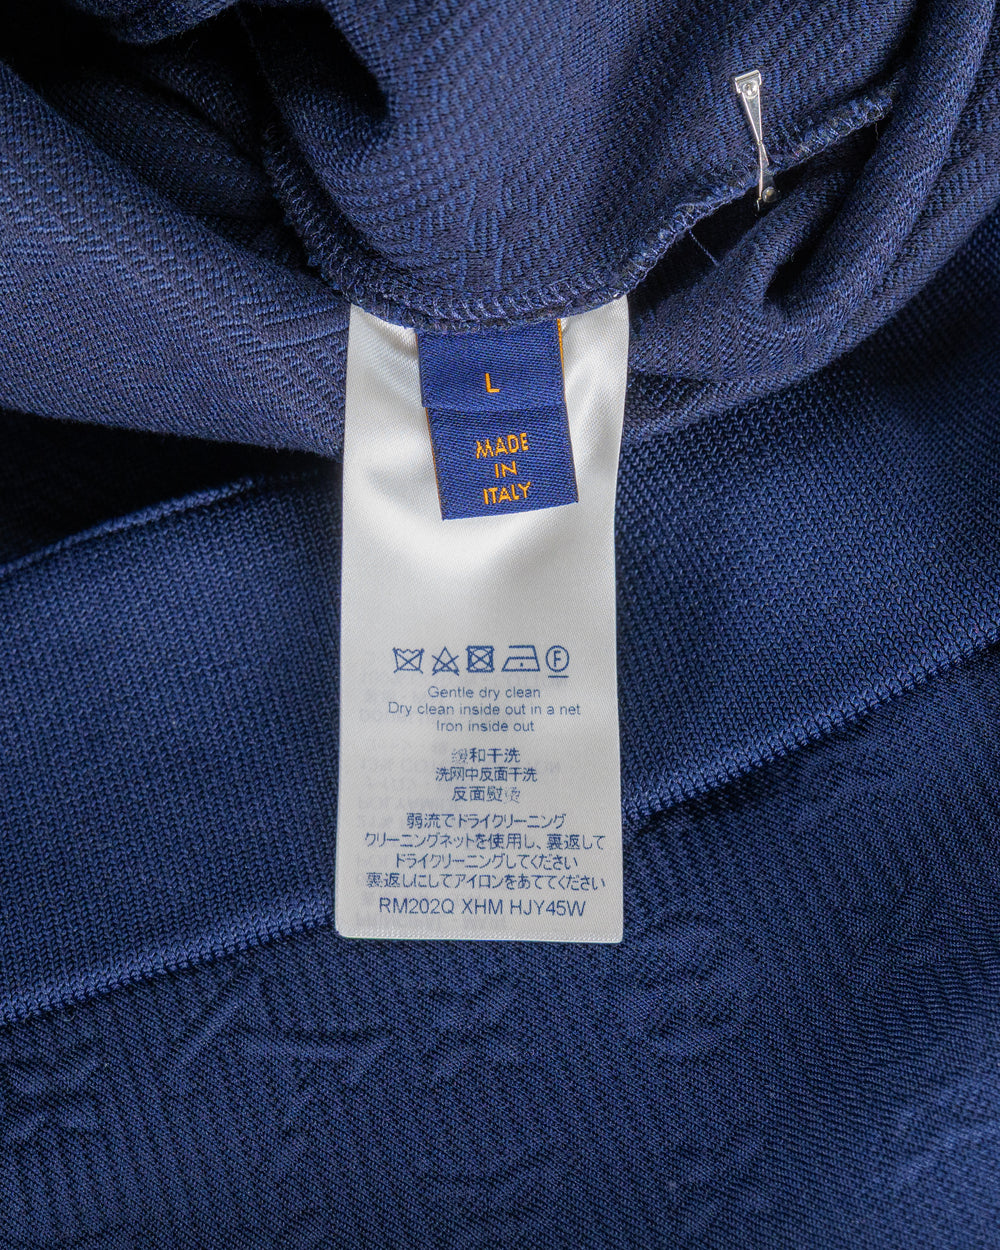 L
MADE
IN
ITALY
F
Gentle dry clean
Dry clean inside out in a net
Iron inside out
缓和干洗
洗网中反面干洗
反面熨烫
弱流でドライクリーニング
クリーニングネットを使用し、裏返して
ドライクリーニングしてください
裏返しにしてアイロンをあててください
RM202Q XHM HJY45W